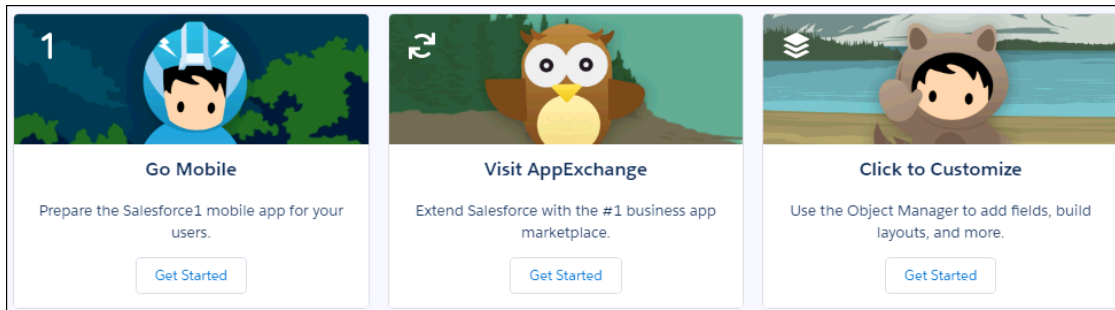 1
Go Mobile
Prepare the Salesforce1 mobile app for your
users.
Get Started
Visit AppExchange
Extend Salesforce with the #1 business app
marketplace.
Get Started
Click to Customize
Use the Object Manager to add fields, build
layouts, and more.
Get Started